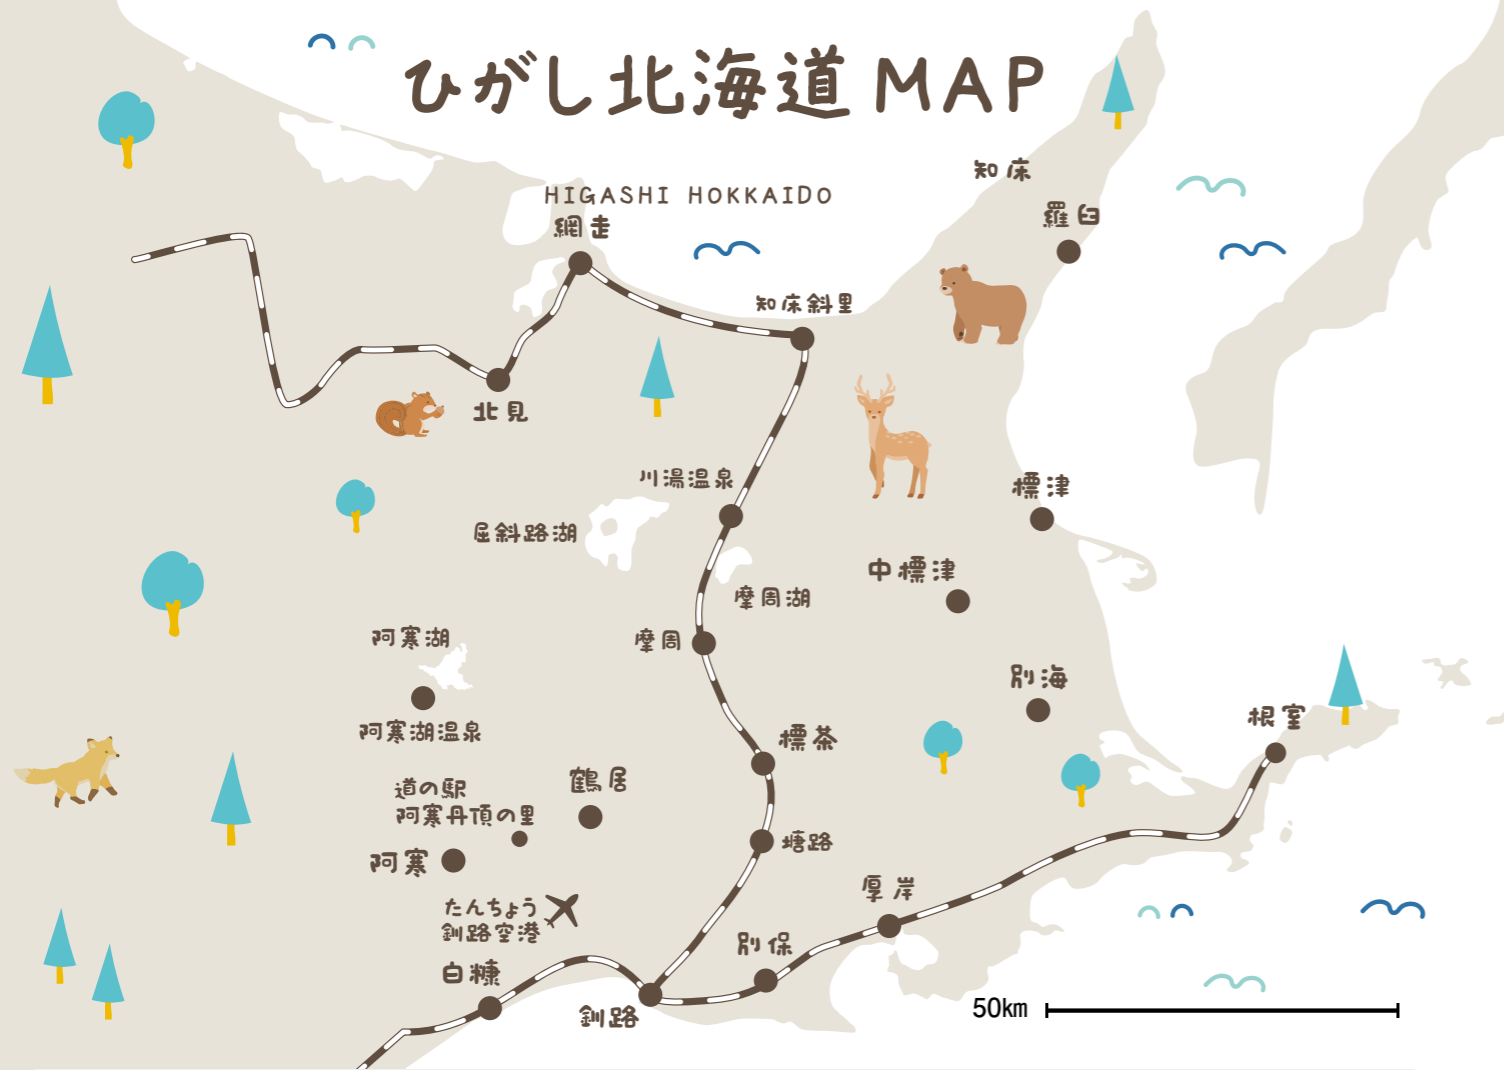 ひがし北海道 MAP
HIGASHI HOKKAIDO
知床
羅臼
網走
知床斜里
北見
川湯温泉
屈斜路湖
標津
中標津
摩周湖
摩周
阿寒湖
阿寒湖温泉
別海
根室
標茶
道の駅
阿寒丹頂の里
鶴居
塘路
阿寒
厚岸
たんちょう
釧路空港
別保
白糠
釧路
50km